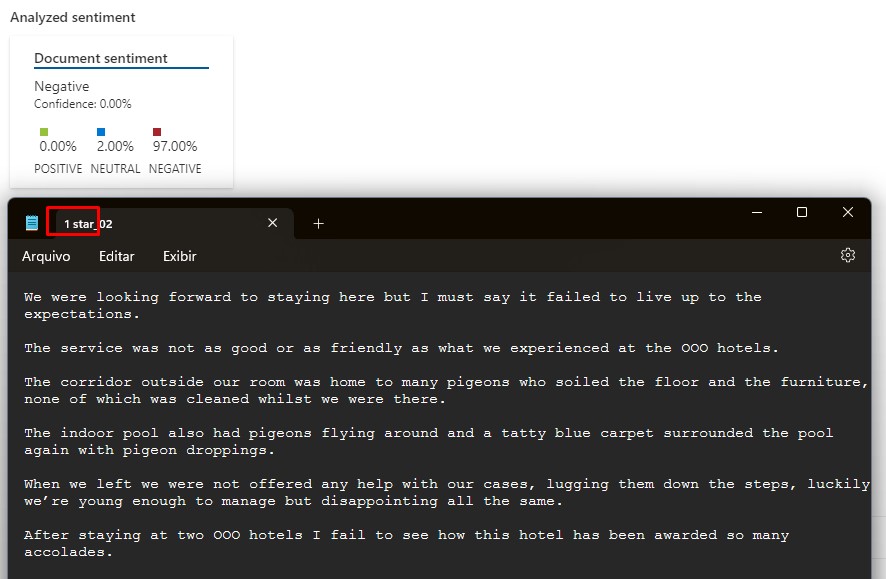 Analyzed sentiment
Document sentiment
Negative
Confidence: 0.00%
0.00% 2.00% 97.00%
POSITIVE NEUTRAL NEGATIVE
1 star_02
Arquivo Editar Exibir
We were looking forward to staying here but I must say it failed to live up to the
expectations.
The service was not as good or as friendly as what we experienced at the OOO hotels.
The corridor outside our room was home to many pigeons who soiled the floor and the furniture,
none of which was cleaned whilst we were there.
The indoor pool also had pigeons flying around and a tatty blue carpet surrounded the pool
again with pigeon droppings.
When we left we were not offered any help with our cases, lugging them down the steps, luckily
we’re young enough to manage but disappointing all the same.
After staying at two OOO hotels I fail to see how this hotel has been awarded so many
accolades.